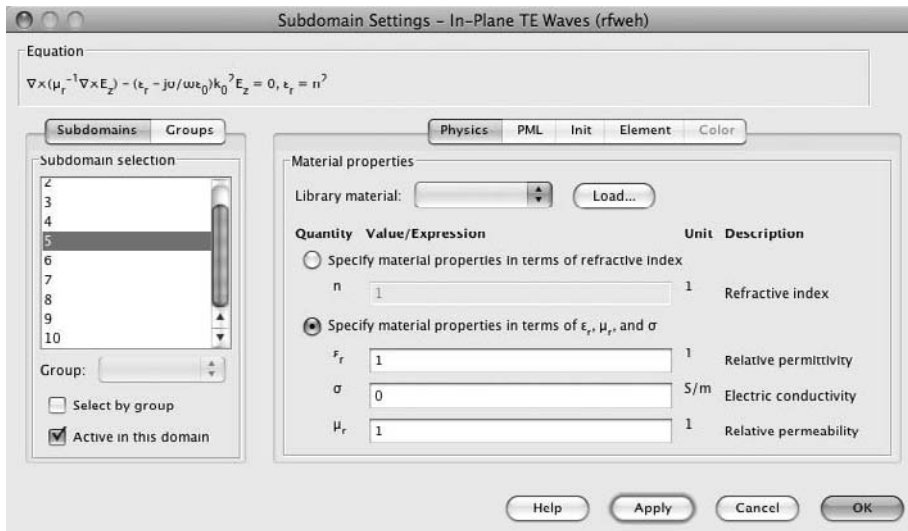 Subdomain Settings – In-Plane TE Waves (rfweh)
Equation
∇×(μr⁻¹∇×Ez) – (εr – jσ/ωε0)k0²Ez = 0, εr = n²
Subdomains Groups
Subdomain selection
2
3
4
5
6
7
8
9
10
Group:
Select by group
Active in this domain
Physics PML Init Element Color
Material properties
Library material: Load...
Quantity Value/Expression Unit Description
Specify material properties in terms of refractive index
n 1 1 Refractive index
Specify material properties in terms of εr, μr, and σ
εr 1 1 Relative permittivity
σ 0 S/m Electric conductivity
μr 1 1 Relative permeability
Help Apply Cancel OK